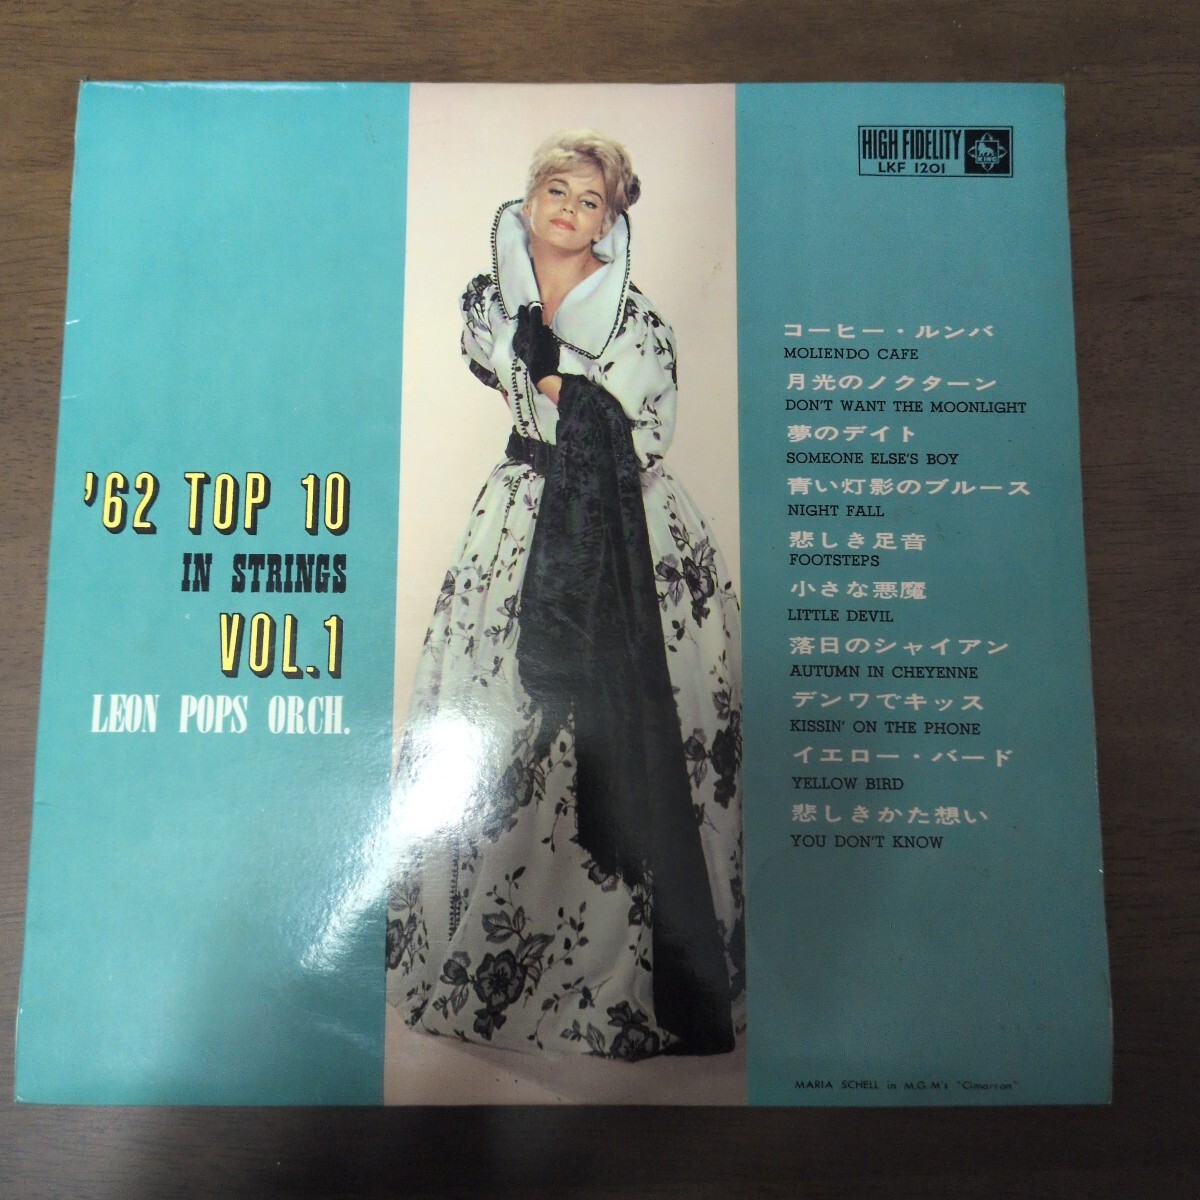 HIGH FIDELITY
LKF 1201
KING
'62 TOP 10
IN STRINGS
VOL.1
LEON POPS ORCH.
コーヒー・ルンバ
MOLIENDO CAFE
月光のノクターン
DON'T WANT THE MOONLIGHT
夢のデイト
SOMEONE ELSE'S BOY
青い灯影のブルース
NIGHT FALL
悲しき足音
FOOTSTEPS
小さな悪魔
LITTLE DEVIL
落日のシャイアン
AUTUMN IN CHEYENNE
デンワでキッス
KISSIN' ON THE PHONE
イエロー・バード
YELLOW BIRD
悲しきかた想い
YOU DON'T KNOW
MARIA SCHELL in M.G.M's "Cimarron"